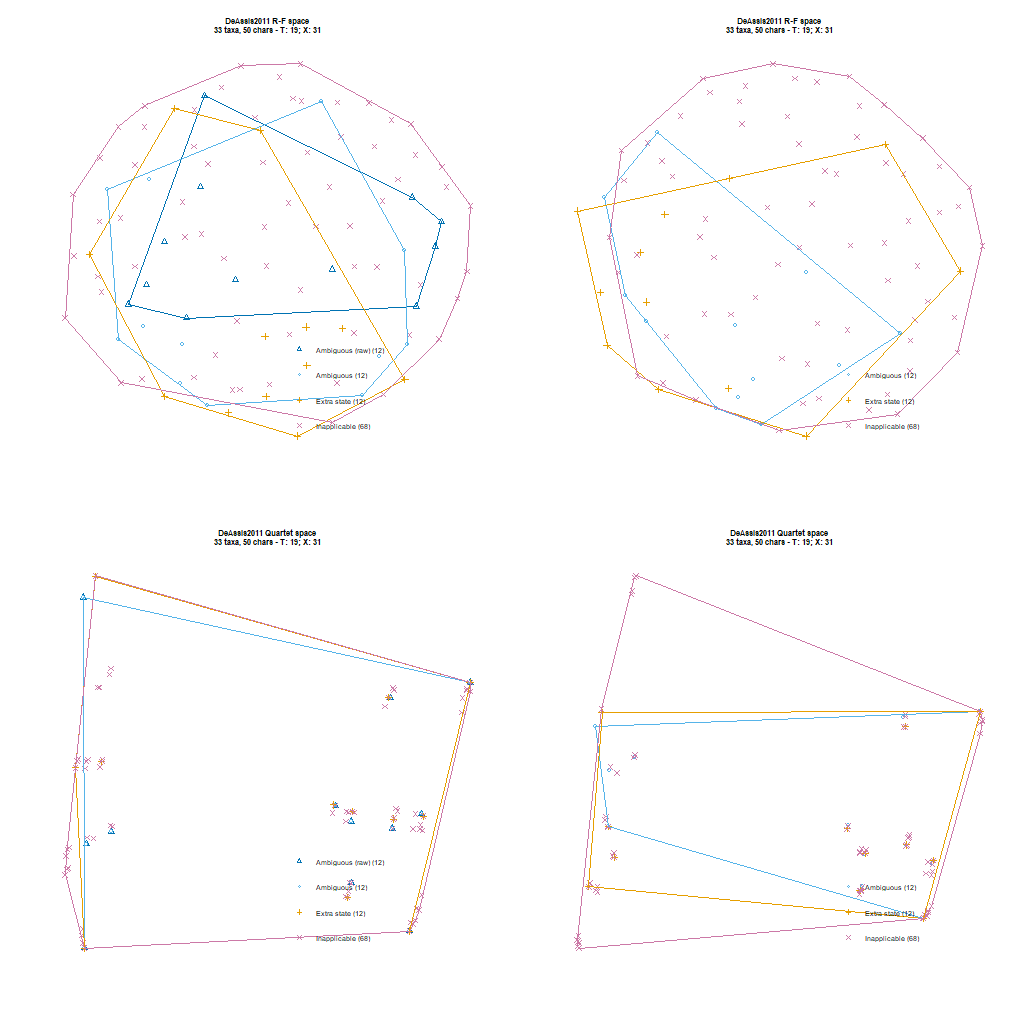 DeAssis2011 R-F space
33 taxa, 50 chars - T: 19; X: 31
Ambiguous (raw) (12)
Ambiguous (12)
Extra state (12)
Inapplicable (68)
DeAssis2011 R-F space
33 taxa, 50 chars - T: 19; X: 31
Ambiguous (12)
Extra state (12)
Inapplicable (68)
DeAssis2011 Quartet space
33 taxa, 50 chars - T: 19; X: 31
Ambiguous (raw) (12)
Ambiguous (12)
Extra state (12)
Inapplicable (68)
DeAssis2011 Quartet space
33 taxa, 50 chars - T: 19; X: 31
Ambiguous (12)
Extra state (12)
Inapplicable (68)